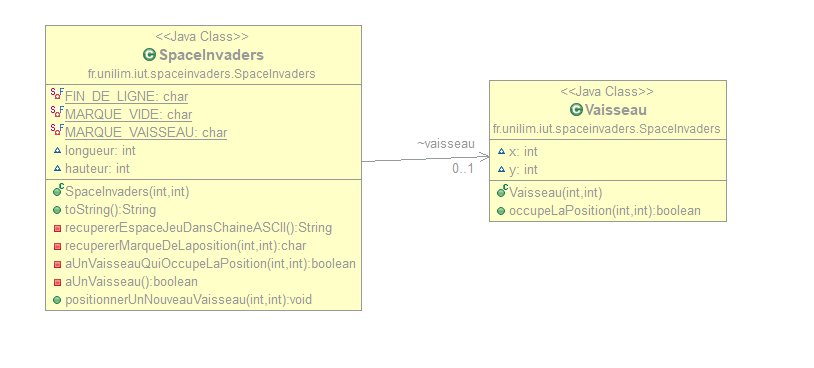 <<Java Class>>
SpaceInvaders
fr.unilim.iut.spaceinvaders.SpaceInvaders
FIN_DE_LIGNE: char
MARQUE_VIDE: char
MARQUE_VAISSEAU: char
longueur: int
hauteur: int
SpaceInvaders(int,int)
toString():String
recupererEspaceJeuDansChaineASCII():String
recupererMarqueDeLaposition(int,int):char
aUnVaisseauQuiOccupeLaPosition(int,int):boolean
aUnVaisseau():boolean
positionnerUnNouveauVaisseau(int,int):void
~vaisseau
0..1
<<Java Class>>
Vaisseau
fr.unilim.iut.spaceinvaders.SpaceInvaders
x: int
y: int
Vaisseau(int,int)
occupeLaPosition(int,int):boolean